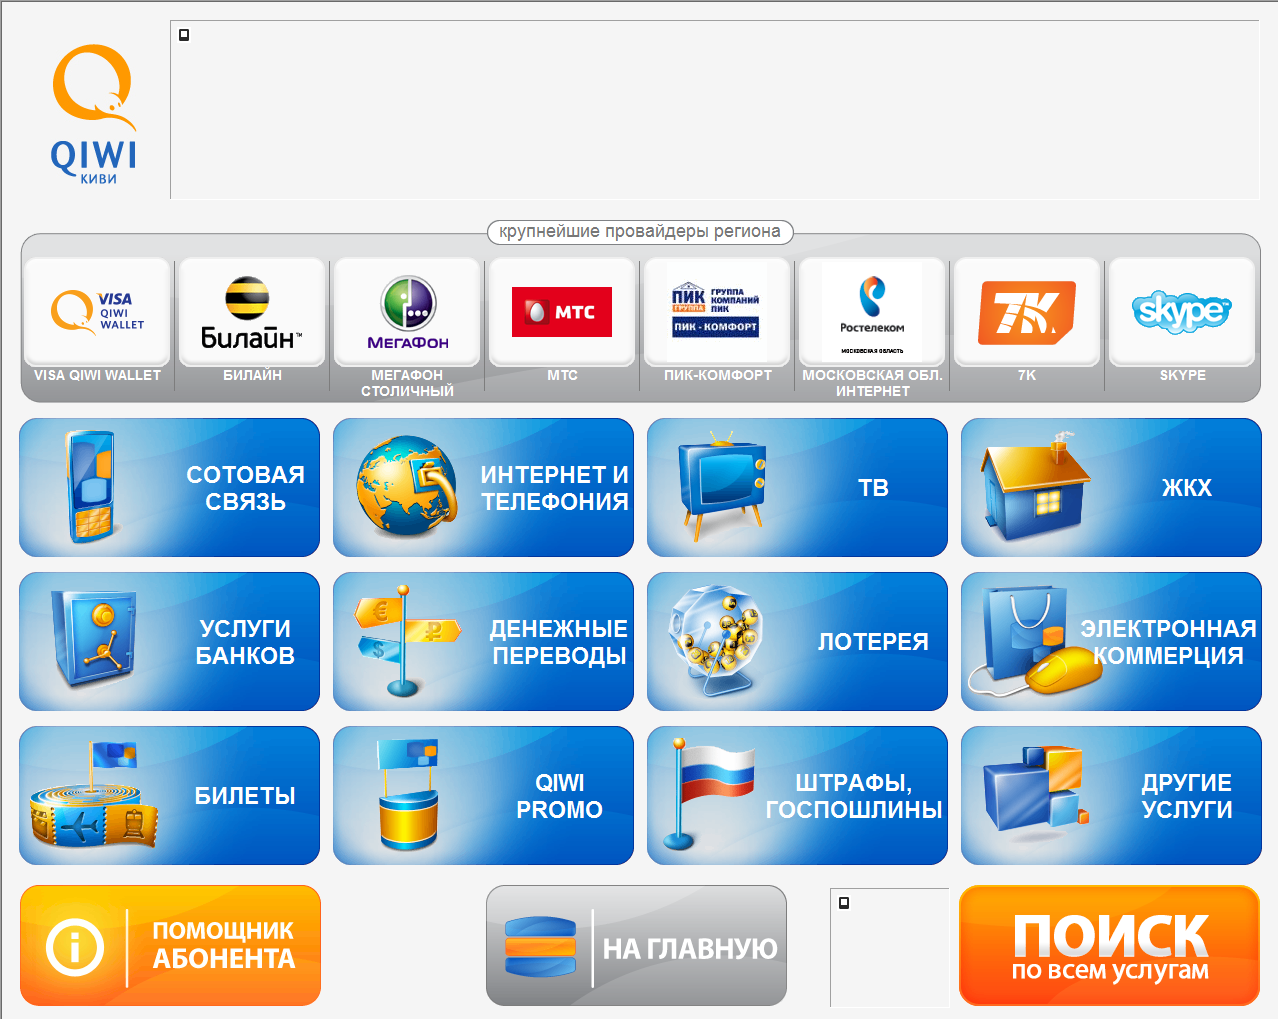 QIWI
КИВИ
крупнейшие провайдеры региона
VISA
QIWI
WALLET
Билайн™
МЕГАФОН
МТС
ПИК
ГРУППА
ГРУППА
КОМПАНИЙ
ПИК
ПИК - КОМФОРТ
Ростелеком
МОСКОВСКАЯ ОБЛАСТЬ
7К
skype™
VISA QIWI WALLET
БИЛАЙН
МЕГАФОН
СТОЛИЧНЫЙ
МТС
ПИК-КОМФОРТ
МОСКОВСКАЯ ОБЛ.
ИНТЕРНЕТ
7К
SKYPE
СОТОВАЯ
СВЯЗЬ
ИНТЕРНЕТ И
ТЕЛЕФОНИЯ
ТВ
ЖКХ
УСЛУГИ
БАНКОВ
ДЕНЕЖНЫЕ
ПЕРЕВОДЫ
ЛОТЕРЕЯ
ЭЛЕКТРОННАЯ
КОММЕРЦИЯ
БИЛЕТЫ
QIWI
PROMO
ШТРАФЫ,
ГОСПОШЛИНЫ
ДРУГИЕ
УСЛУГИ
ПОМОЩНИК
АБОНЕНТА
НА ГЛАВНУЮ
ПОИСК
по всем услугам